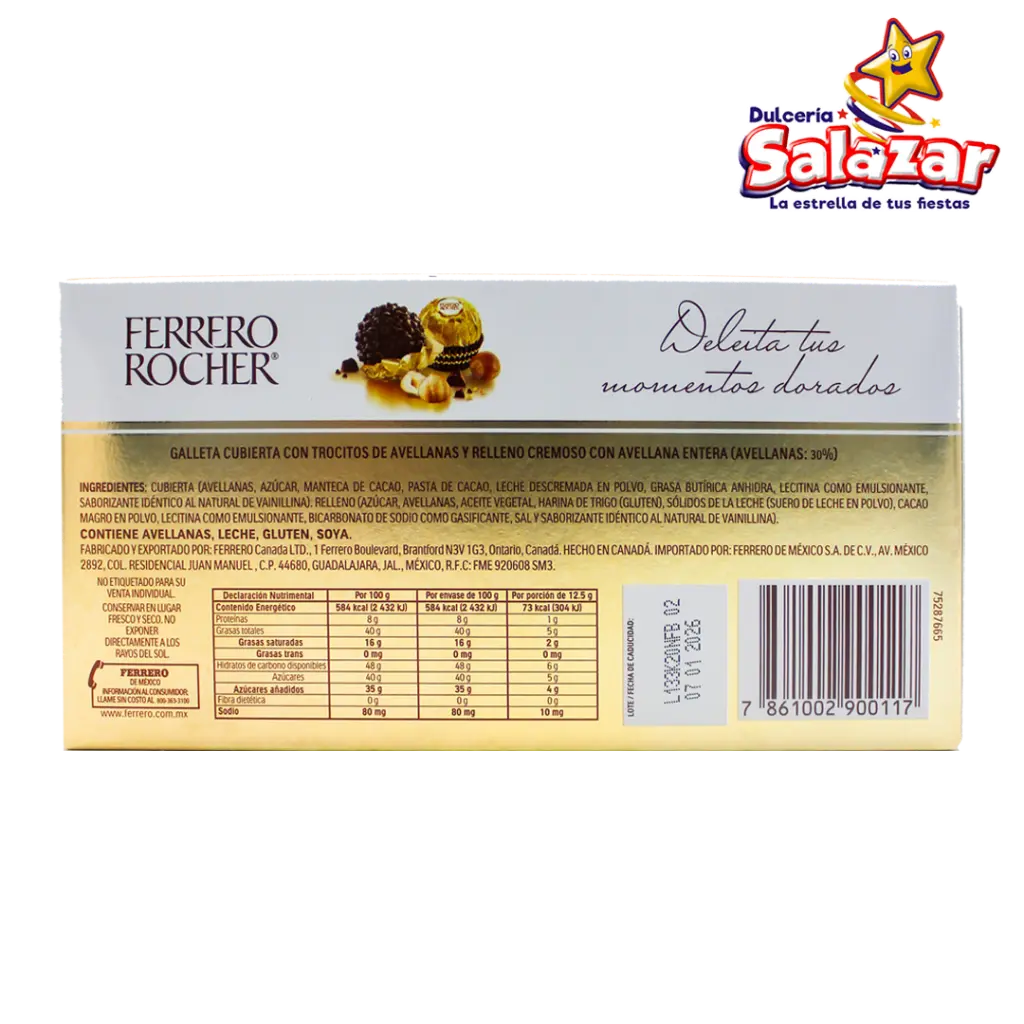 Dulcería
Salazar
La estrella de tus fiestas
FERRERO
ROCHER®
Deleita tus
momentos dorados
GALLETA CUBIERTA CON TROCITOS DE AVELLANAS Y RELLENO CREMOSO CON AVELLANA ENTERA (AVELLANAS: 30%)
INGREDIENTES: CUBIERTA (AVELLANAS, AZÚCAR, MANTECA DE CACAO, PASTA DE CACAO, LECHE DESCREMADA EN POLVO, GRASA BUTÍRICA ANHIDRA, LECITINA COMO EMULSIONANTE,
SABORIZANTE IDÉNTICO AL NATURAL DE VAINILLINA). RELLENO (AZÚCAR, AVELLANAS, ACEITE VEGETAL, HARINA DE TRIGO (GLUTEN), SÓLIDOS DE LA LECHE (SUERO DE LECHE EN POLVO), CACAO
MAGRO EN POLVO, LECITINA COMO EMULSIONANTE, BICARBONATO DE SODIO COMO GASIFICANTE, SAL Y SABORIZANTE IDÉNTICO AL NATURAL DE VAINILLINA).
CONTIENE AVELLANAS, LECHE, GLUTEN, SOYA.
FABRICADO Y EXPORTADO POR: FERRERO Canada LTD., 1 Ferrero Boulevard, Brantford N3V 1G3, Ontario, Canadá. HECHO EN CANADÁ. IMPORTADO POR: FERRERO DE MÉXICO S.A. DE C.V., AV. MÉXICO
2892, COL. RESIDENCIAL JUAN MANUEL, C.P. 44680, GUADALAJARA, JAL., MÉXICO, R.F.C: FME 920608 SM3.
NO ETIQUETADO PARA SU
VENTA INDIVIDUAL.
CONSERVAR EN LUGAR
FRESCO Y SECO. NO
EXPONER
DIRECTAMENTE A LOS
RAYOS DEL SOL.
FERRERO
DE MÉXICO
INFORMACIÓN AL CONSUMIDOR:
LLAME SIN COSTO AL 800-363-3100
www.ferrero.com.mx
Declaración Nutrimental Por 100 g Por envase de 100 g Por porción de 12.5 g
Contenido Energético 584 kcal (2 432 kJ) 584 kcal (2 432 kJ) 73 kcal (304 kJ)
Proteínas 8 g 8 g 1 g
Grasas totales 40 g 40 g 5 g
Grasas saturadas 16 g 16 g 2 g
Grasas trans 0 mg 0 mg 0 mg
Hidratos de carbono disponibles 48 g 48 g 6 g
Azúcares 40 g 40 g 5 g
Azúcares añadidos 35 g 35 g 4 g
Fibra dietética 0 g 0 g 0 g
Sodio 80 mg 80 mg 10 mg
LOTE / FECHA DE CADUCIDAD:
L133K20NFB 02
07 01 2026
7 861002 900117
75287665